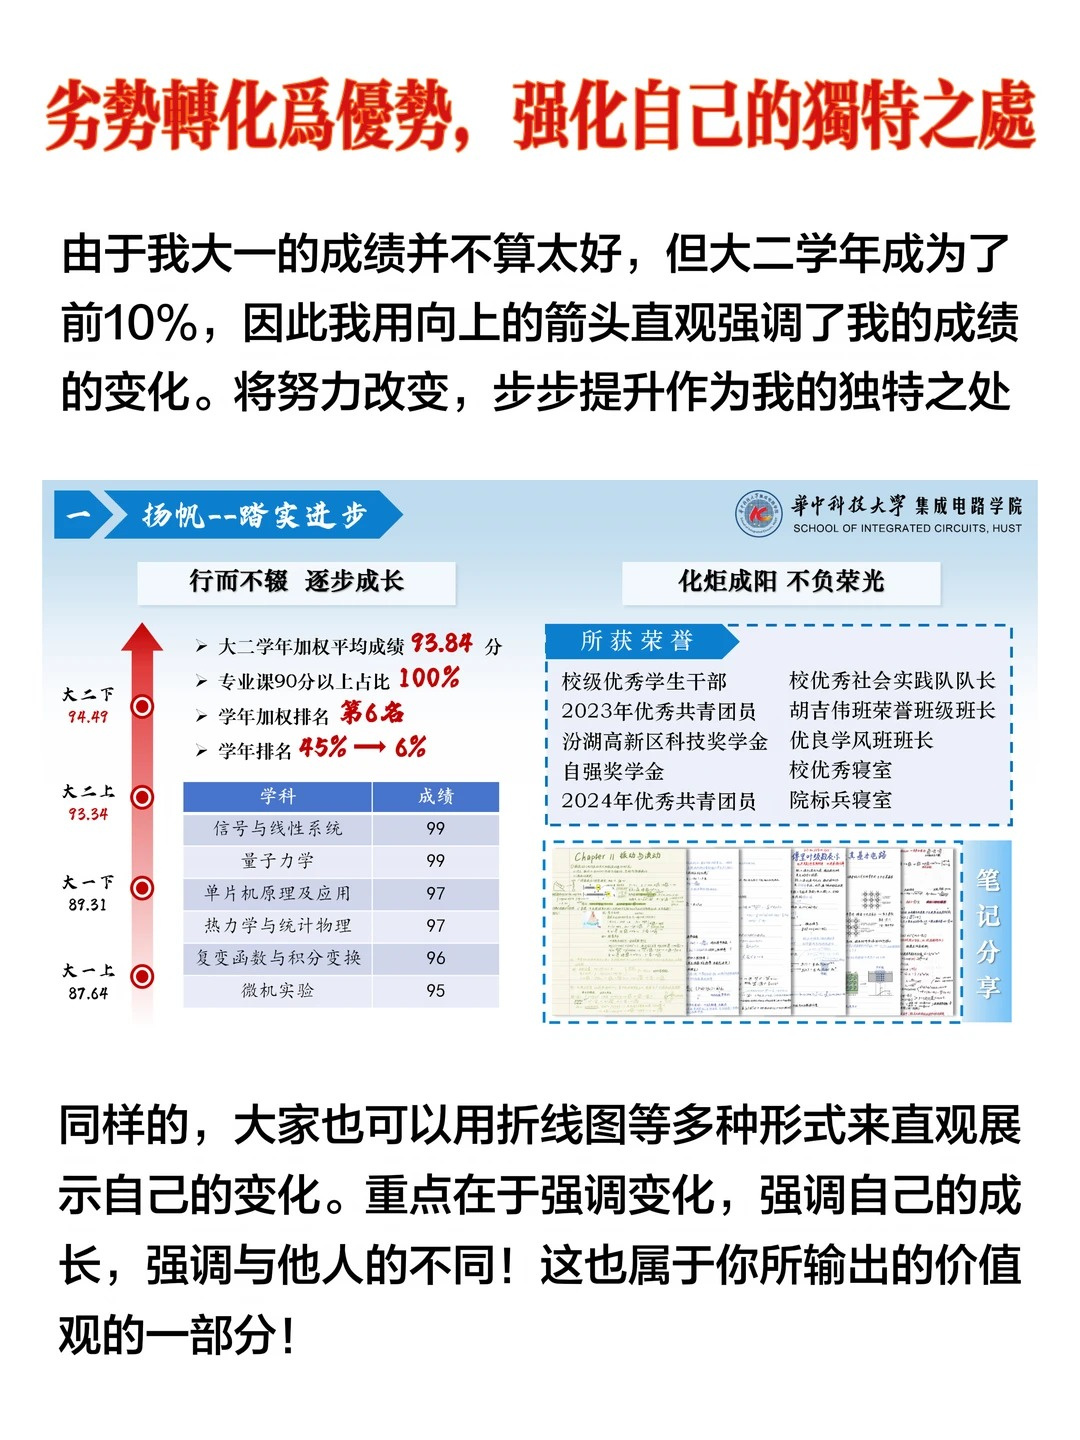 劣勢轉化爲優勢，强化自己的獨特之處
由于我大一的成绩并不算太好，但大二学年成为了
前10%，因此我用向上的箭头直观强调了我的成绩
的变化。将努力改变，步步提升作为我的独特之处
一 扬帆--踏实进步
華中科技大学 集成电路学院
SCHOOL OF INTEGRATED CIRCUITS, HUST
行而不辍 逐步成长
大二下
94.49
大二上
93.34
大一下
89.31
大一上
87.64
➢ 大二学年加权平均成绩 93.84 分
➢ 专业课90分以上占比 100%
➢ 学年加权排名 第6名
➢ 学年排名 45% → 6%
学科 成绩
信号与线性系统 99
量子力学 99
单片机原理及应用 97
热力学与统计物理 97
复变函数与积分变换 96
微机实验 95
化炬成阳 不负荣光
所获荣誉
校级优秀学生干部 校优秀社会实践队队长
2023年优秀共青团员 胡吉伟班荣誉班级班长
汾湖高新区科技奖学金 优良学风班班长
自强奖学金 校优秀寝室
2024年优秀共青团员 院标兵寝室
Chapter 11 振动与波动
笔记分享
同样的，大家也可以用折线图等多种形式来直观展
示自己的变化。重点在于强调变化，强调自己的成
长，强调与他人的不同！这也属于你所输出的价值
观的一部分！